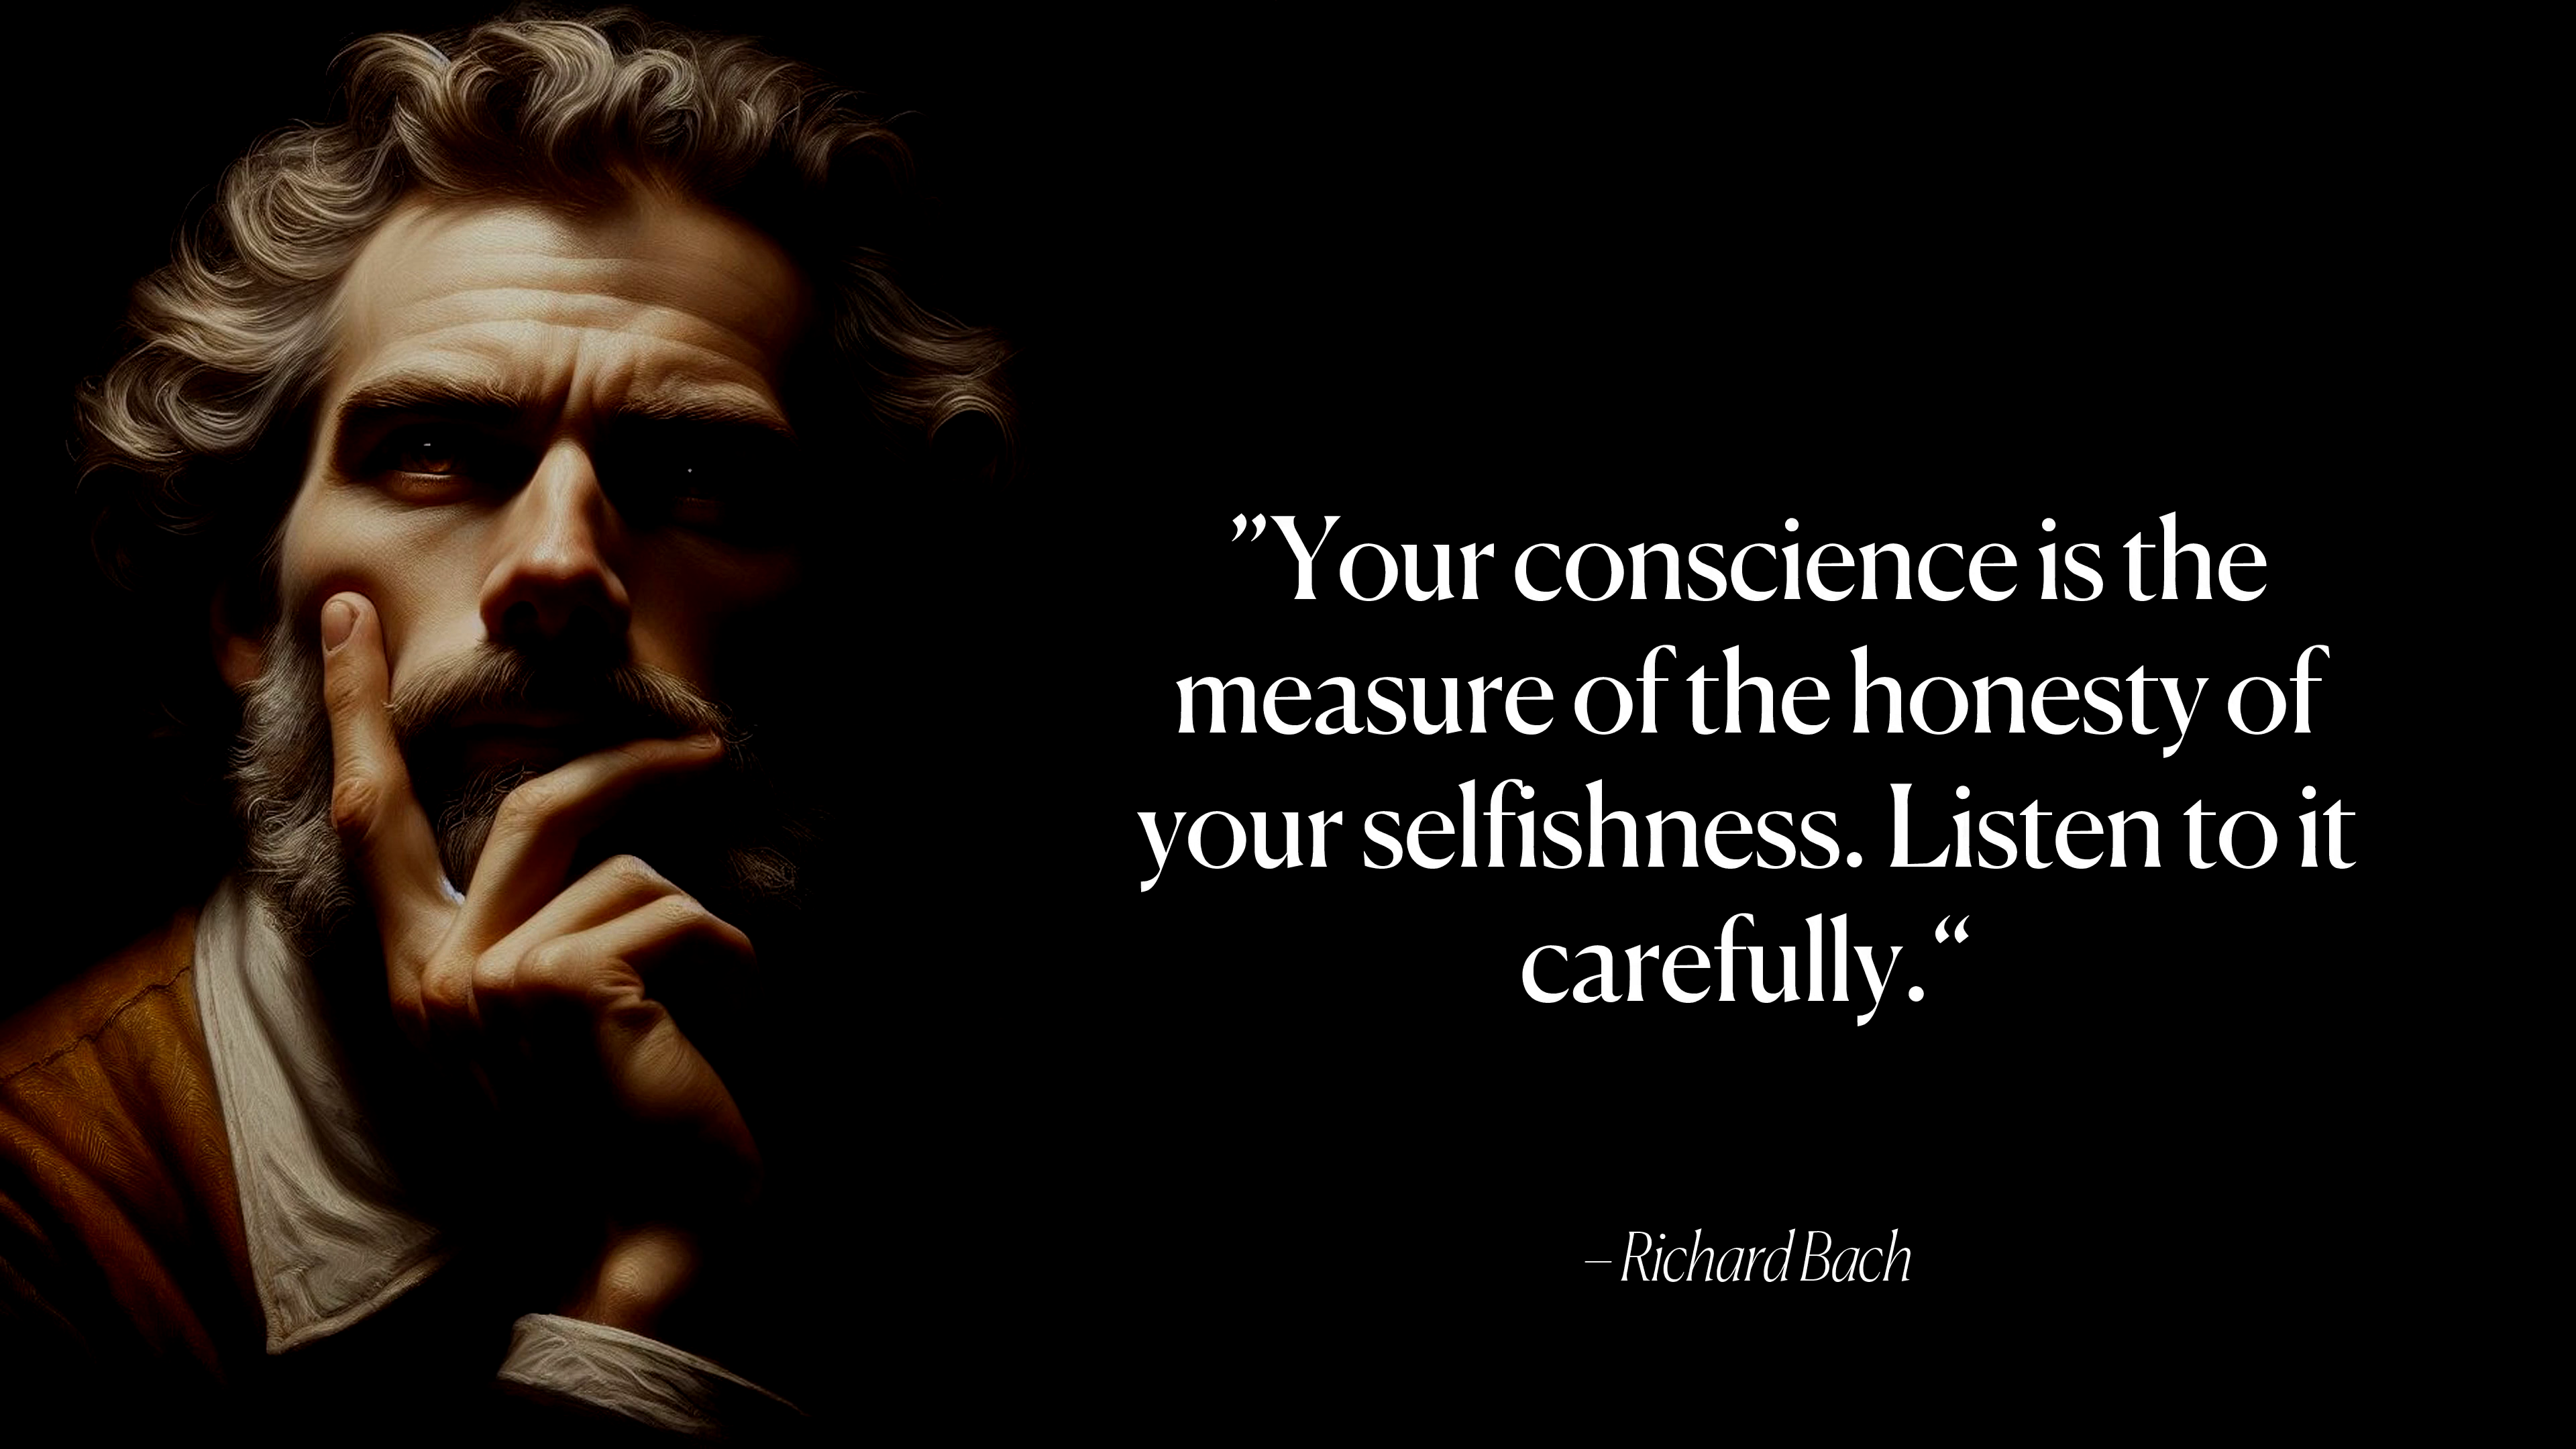 ”Your conscience is the
measure of the honesty of
your selfishness. Listen to it
carefully.“
– Richard Bach